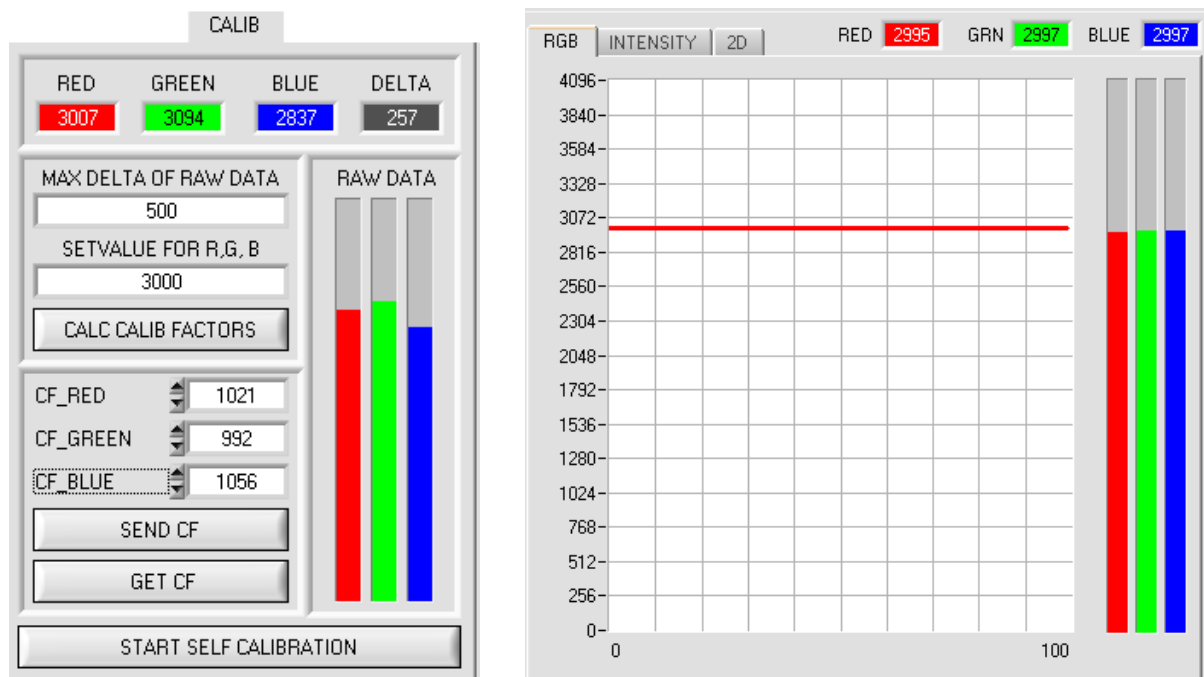 CALIB
RED GREEN BLUE DELTA
3007 3094 2837 257
MAX DELTA OF RAW DATA
500
SETVALUE FOR R,G, B
3000
CALC CALIB FACTORS
RAW DATA
CF_RED 1021
CF_GREEN 992
CF_BLUE 1056
SEND CF
GET CF
START SELF CALIBRATION
RGB INTENSITY 2D RED 2995 GRN 2997 BLUE 2997
4096
3840
3584
3328
3072
2816
2560
2304
2048
1792
1536
1280
1024
768
512
256
0
0 100